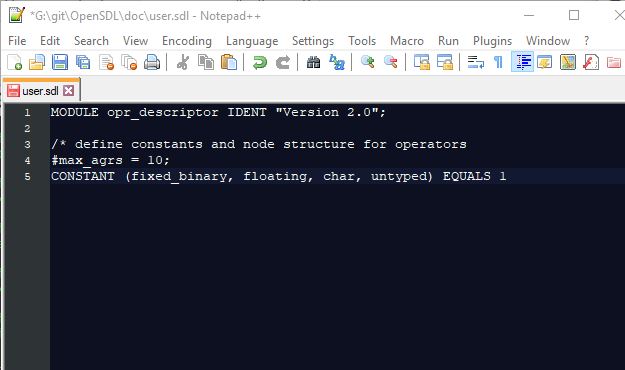 *G:\git\OpenSDL\doc\user.sdl - Notepad++
File Edit Search View Encoding Language Settings Tools Macro Run Plugins Window ?
user.sdl
1 MODULE opr_descriptor IDENT "Version 2.0";
2
3 /* define constants and node structure for operators
4 #max_agrs = 10;
5 CONSTANT (fixed_binary, floating, char, untyped) EQUALS 1